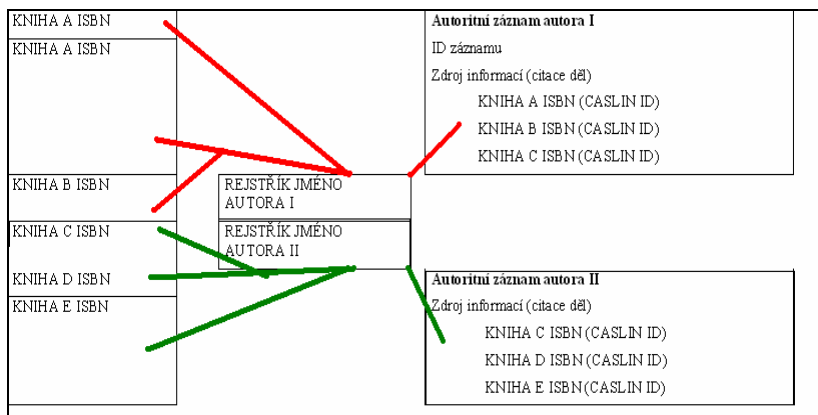 KNIHA A ISBN
KNIHA A ISBN
KNIHA B ISBN
KNIHA C ISBN
KNIHA D ISBN
KNIHA E ISBN
REJSTŘÍK JMÉNO
AUTORA I
REJSTŘÍK JMÉNO
AUTORA II
Autoritní záznam autora I
ID záznamu
Zdroj informací (citace děl)
KNIHA A ISBN (CASLIN ID)
KNIHA B ISBN (CASLIN ID)
KNIHA C ISBN (CASLIN ID)
Autoritní záznam autora II
Zdroj informací (citace děl)
KNIHA C ISBN (CASLIN ID)
KNIHA D ISBN (CASLIN ID)
KNIHA E ISBN (CASLIN ID)